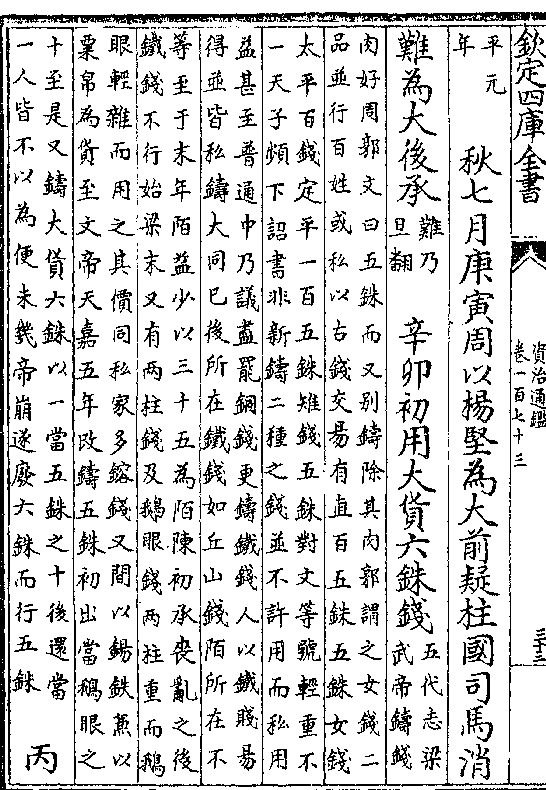 欽定四庫全書
資治通鑑
卷一百七十三
三十三
平元
年
秋七月庚寅周以楊堅為大前疑柱國司馬消
難為大後承
難乃
旦翻
辛卯初用大貨六銖錢
五代志梁
武帝鑄錢
肉好周郭文曰五銖而又别鑄除其肉郭謂之女錢二
品並行百姓或私以古錢交易有直百五銖五銖女錢
太平百錢定平一百五銖雉錢五銖對文等號輕重不
一天子頻下詔書非新鑄二種之錢並不許用而私用
益甚至普通中乃議盡罷銅錢更鑄鐵錢人以鐵賤易
得並皆私鑄大同已後所在鐵錢如丘山錢陌所在不
等至于末年陌益少以三十五為陌陳初承喪亂之後
鐵錢不行始梁末又有兩柱錢及鵝眼錢兩柱重而鵝
眼輕雜而用之其價同私家多鎔錢又間以錫鉄蒹以
粟帛為貨至文帝天嘉五年改鑄五銖初出當鵝眼之
十至是又鑄大貨六銖以一當五銖之十後還當
一人皆不以為便未幾帝崩遂廢六銖而行五銖
丙